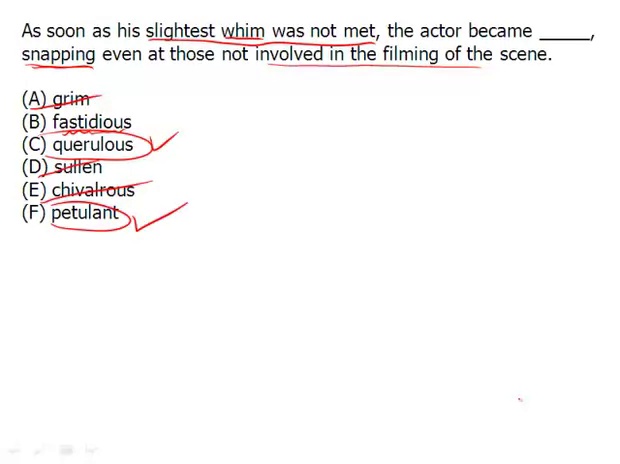 As soon as his slightest whim was not met, the actor became _____,
snapping even at those not involved in the filming of the scene.
(A) grim
(B) fastidious
(C) querulous
(D) sullen
(E) chivalrous
(F) petulant